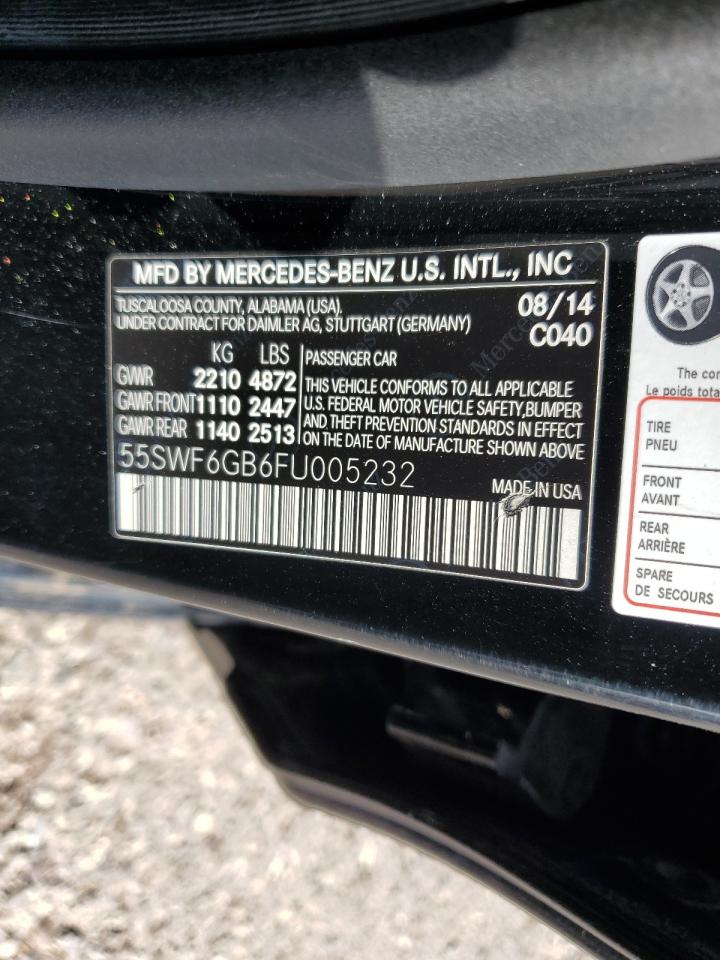 MFD BY MERCEDES-BENZ U.S. INTL., INC
TUSCALOOSA COUNTY, ALABAMA (USA). 08/14
UNDER CONTRACT FOR DAIMLER AG, STUTTGART (GERMANY) C040
KG LBS PASSENGER CAR
GVWR 2210 4872 THIS VEHICLE CONFORMS TO ALL APPLICABLE
GAWR FRONT 1110 2447 U.S. FEDERAL MOTOR VEHICLE SAFETY,BUMPER
GAWR REAR 1140 2513 AND THEFT PREVENTION STANDARDS IN EFFECT
ON THE DATE OF MANUFACTURE SHOWN ABOVE
55SWF6GB6FU005232
MADE IN USA
The
Le poids
TIRE
PNEU
FRONT
AVANT
REAR
ARRIÈRE
SPARE
DE SECOURS